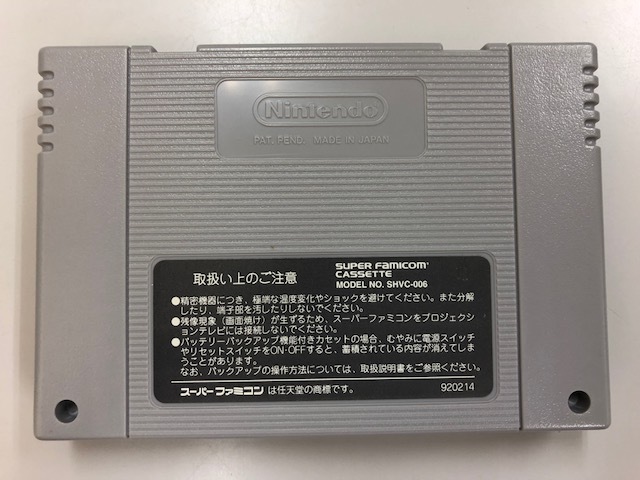 Nintendo
PAT. PEND. MADE IN JAPAN
取扱い上のご注意
SUPER FAMICOM
CASSETTE
MODEL NO. SHVC-006
●精密機器につき、極端な温度変化やショックを避けてください。また分解
したり、端子部を汚したりしないでください。
●残像現象（画面焼け）が生ずるため、スーパーファミコンをプロジェクシ
ョンテレビには接続しないでください。
●バッテリーバックアップ機能付きカセットの場合、むやみに電源スイッチ
やリセットスイッチをON・OFFすると、蓄積されている内容が消えてしま
うことがあります。
なお、バックアップの操作方法については、取扱説明書をご参照ください。
スーパーファミコンは任天堂の商標です。
920214